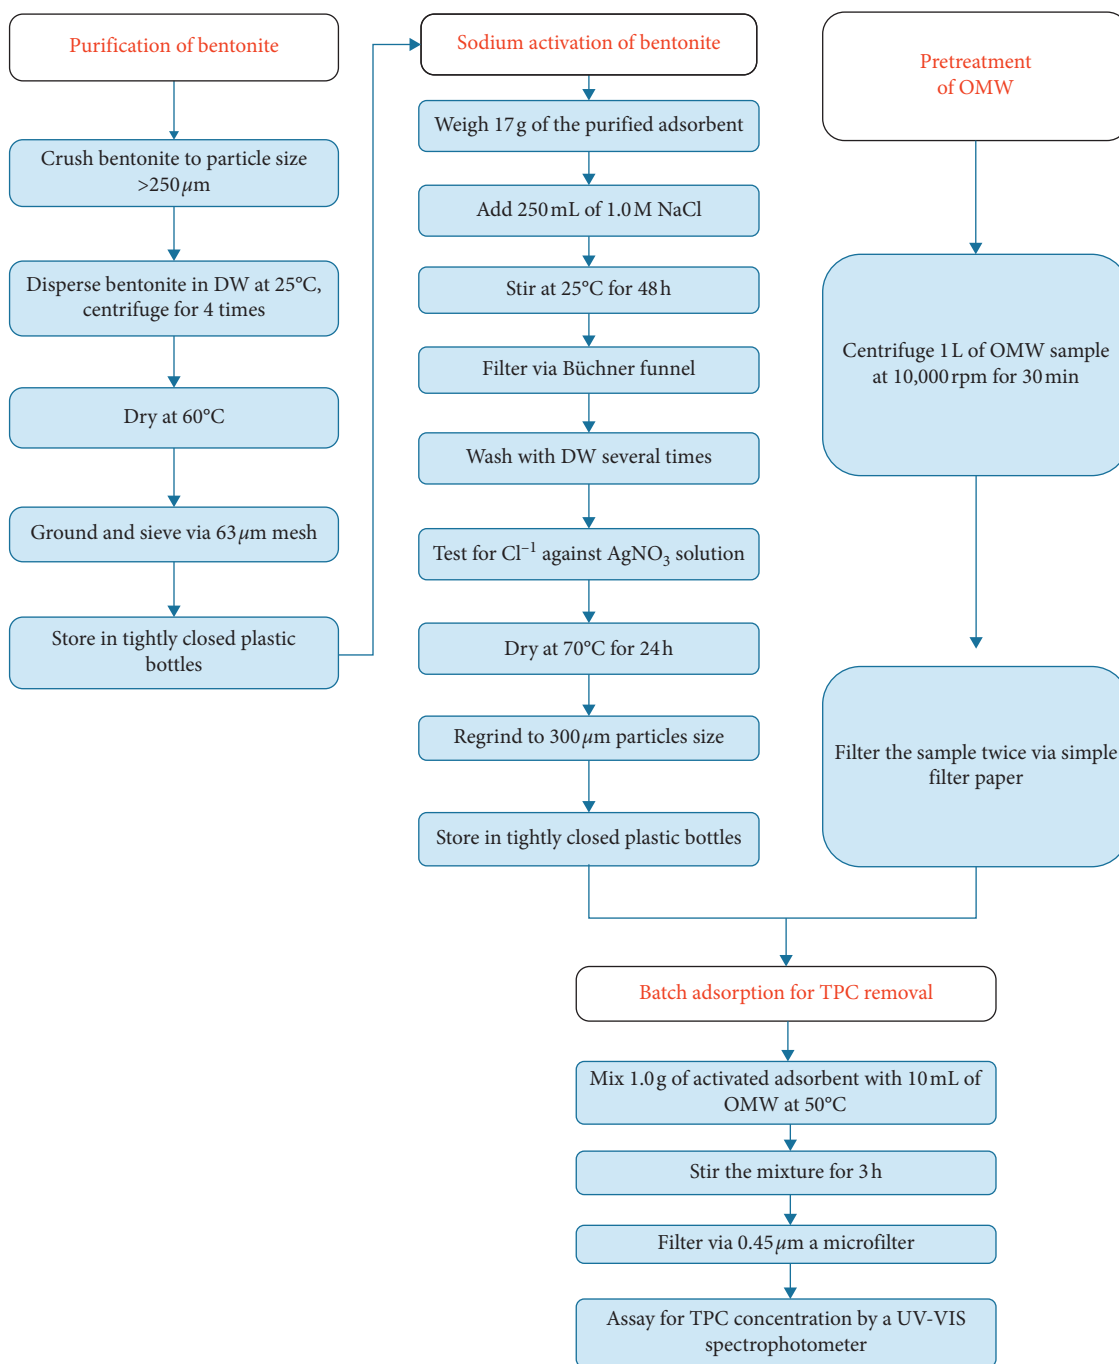 Purification of bentonite
Crush bentonite to particle size
>250 μm
Disperse bentonite in DW at 25°C,
centrifuge for 4 times
Dry at 60°C
Ground and sieve via 63 μm mesh
Store in tightly closed plastic
bottles
Sodium activation of bentonite
Weigh 17 g of the purified adsorbent
Add 250 mL of 1.0 M NaCl
Stir at 25°C for 48 h
Filter via Büchner funnel
Wash with DW several times
Test for Cl⁻¹ against AgNO₃ solution
Dry at 70°C for 24 h
Regrind to 300 μm particles size
Store in tightly closed plastic bottles
Pretreatment
of OMW
Centrifuge 1 L of OMW sample
at 10,000 rpm for 30 min
Filter the sample twice via simple
filter paper
Batch adsorption for TPC removal
Mix 1.0 g of activated adsorbent with 10 mL of
OMW at 50°C
Stir the mixture for 3 h
Filter via 0.45 μm a microfilter
Assay for TPC concentration by a UV-VIS
spectrophotometer